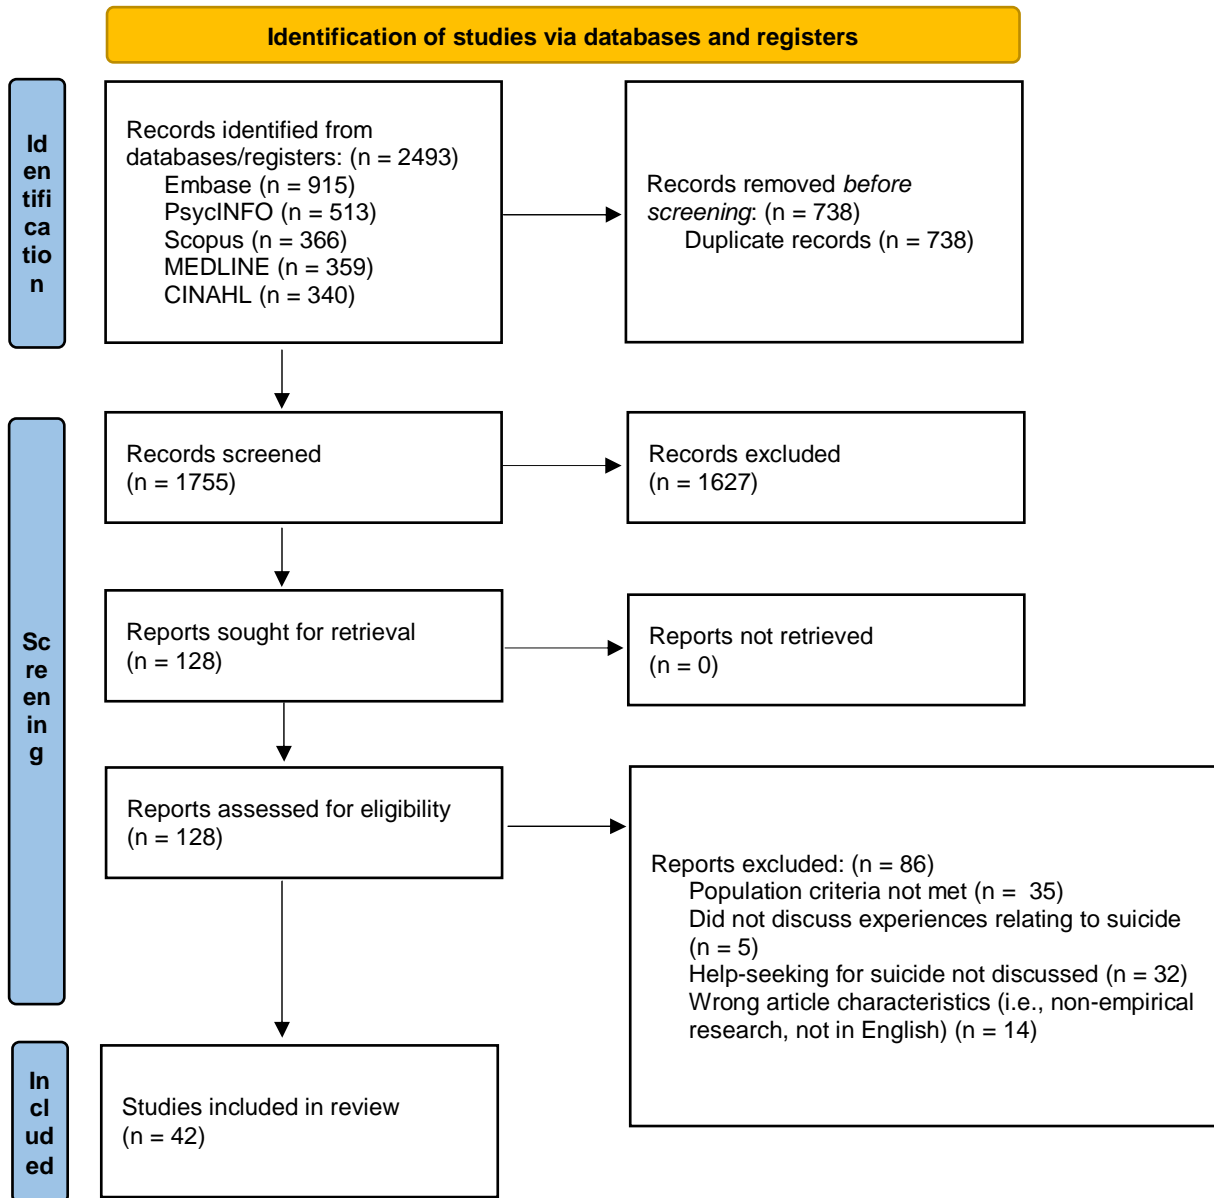 Identification of studies via databases and registers
Id
en
tifi
ca
tio
n
Records identified from
databases/registers: (n = 2493)
Embase (n = 915)
PsycINFO (n = 513)
Scopus (n = 366)
MEDLINE (n = 359)
CINAHL (n = 340)
Records removed before
screening: (n = 738)
Duplicate records (n = 738)
Sc
re
en
in
g
Records screened
(n = 1755)
Records excluded
(n = 1627)
Reports sought for retrieval
(n = 128)
Reports not retrieved
(n = 0)
Reports assessed for eligibility
(n = 128)
Reports excluded: (n = 86)
Population criteria not met (n =  35)
Did not discuss experiences relating to suicide
(n = 5)
Help-seeking for suicide not discussed (n = 32)
Wrong article characteristics (i.e., non-empirical
research, not in English) (n = 14)
In
cl
ud
ed
Studies included in review
(n = 42)